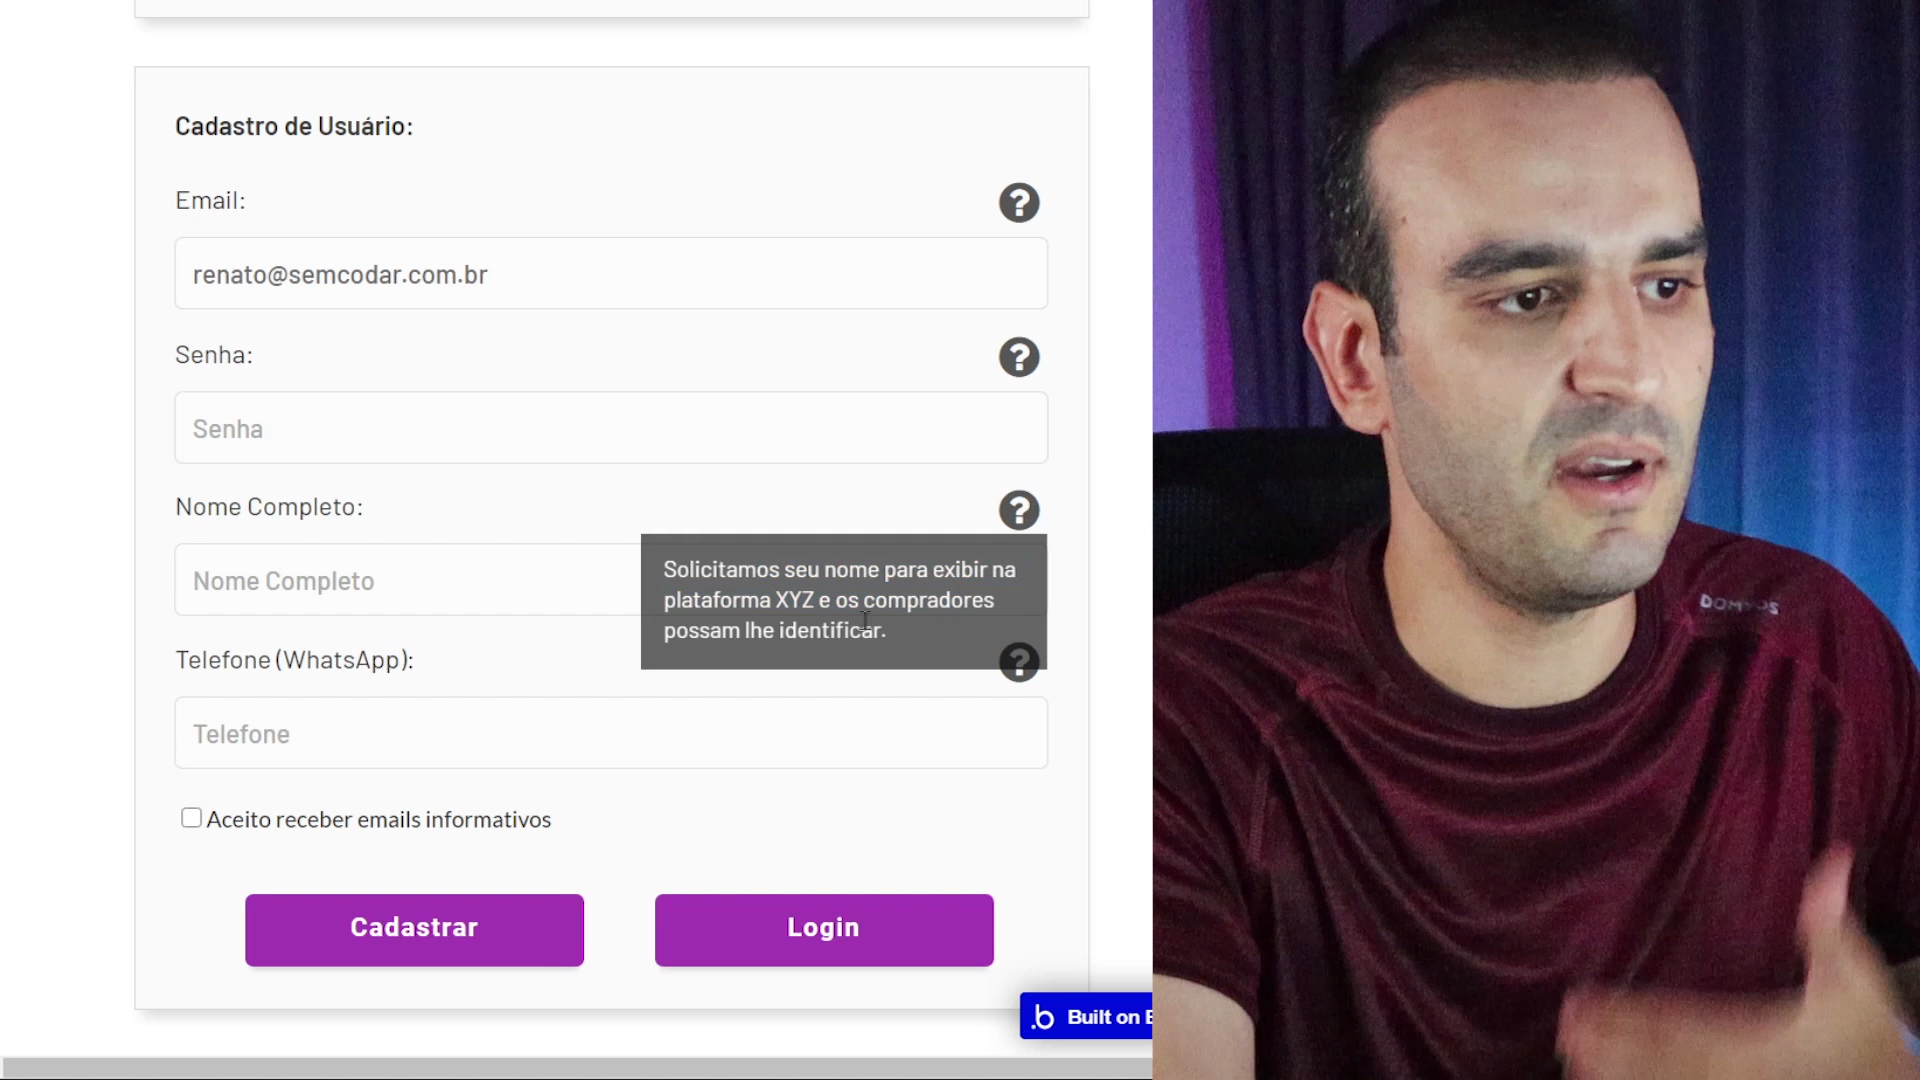 Cadastro de Usuário:
Email:
renato@semcodar.com.br
Senha:
Senha
Nome Completo:
Nome Completo
Solicitamos seu nome para exibir na
plataforma XYZ e os compradores
possam lhe identificar.
Telefone (WhatsApp):
Telefone
Aceito receber emails informativos
Cadastrar
Login
Built on
DOMYOS